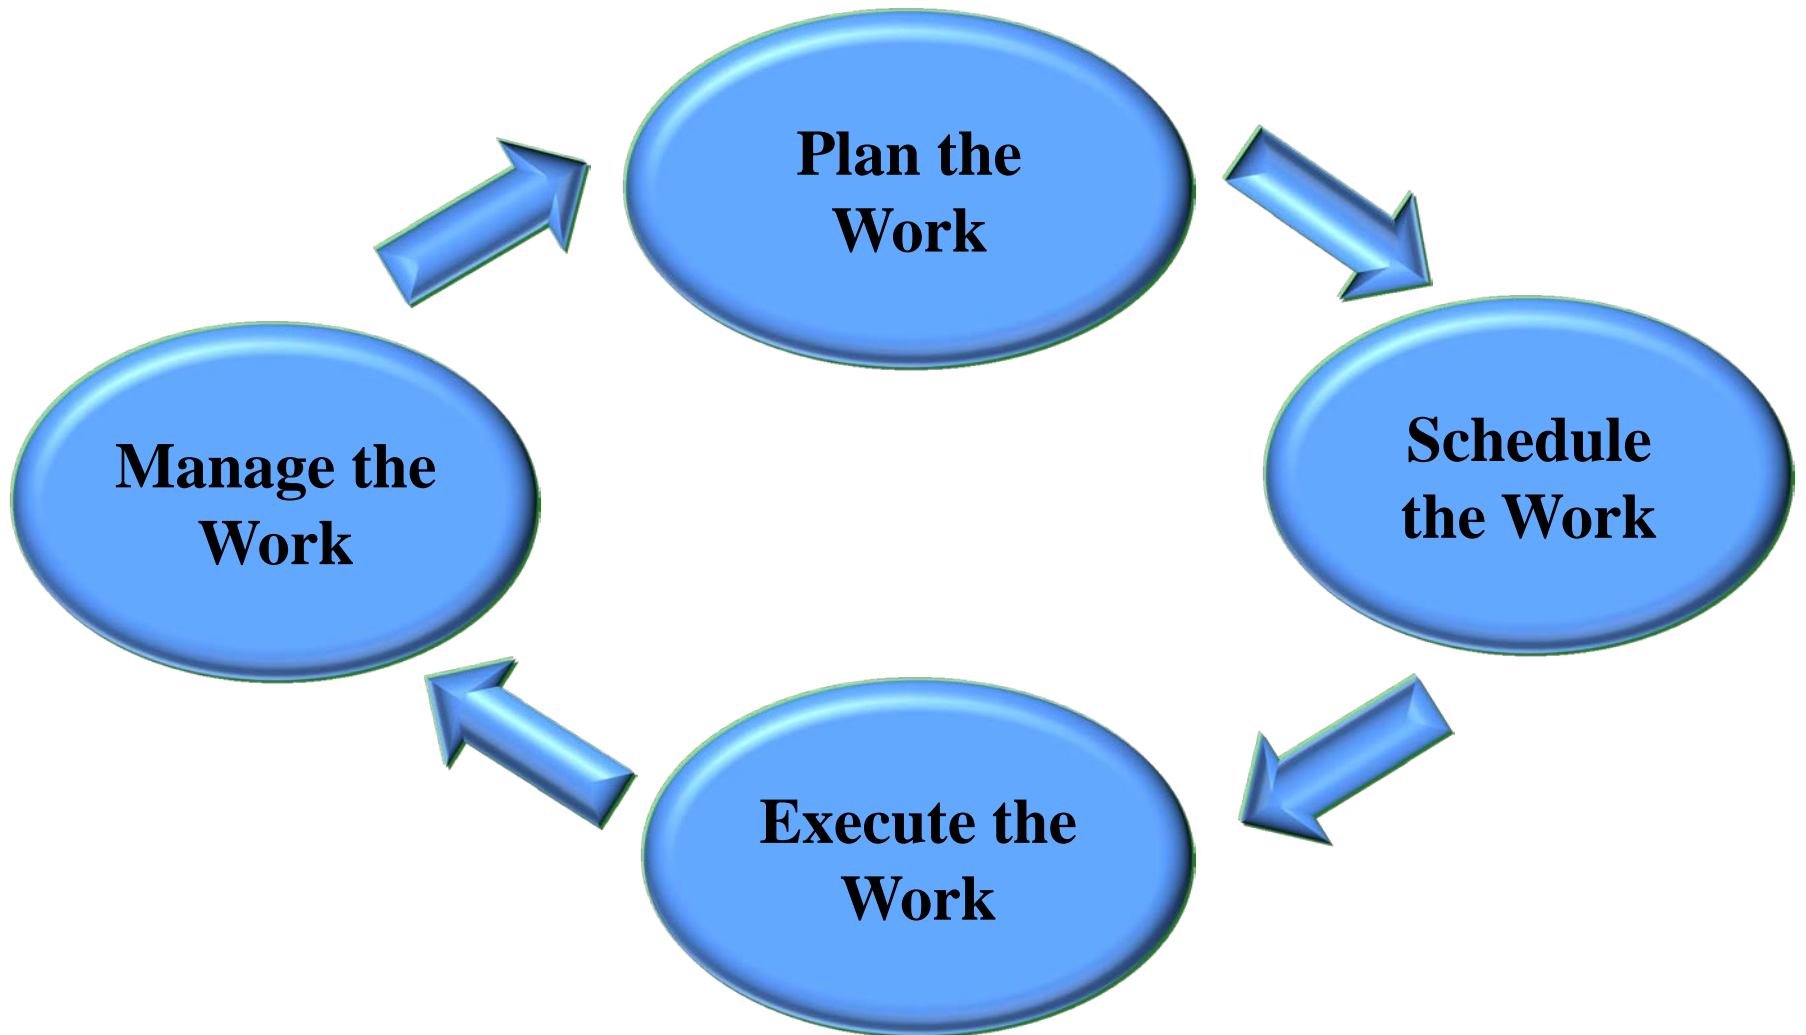 Plan the
Work
Schedule
the Work
Execute the
Work
Manage the
Work